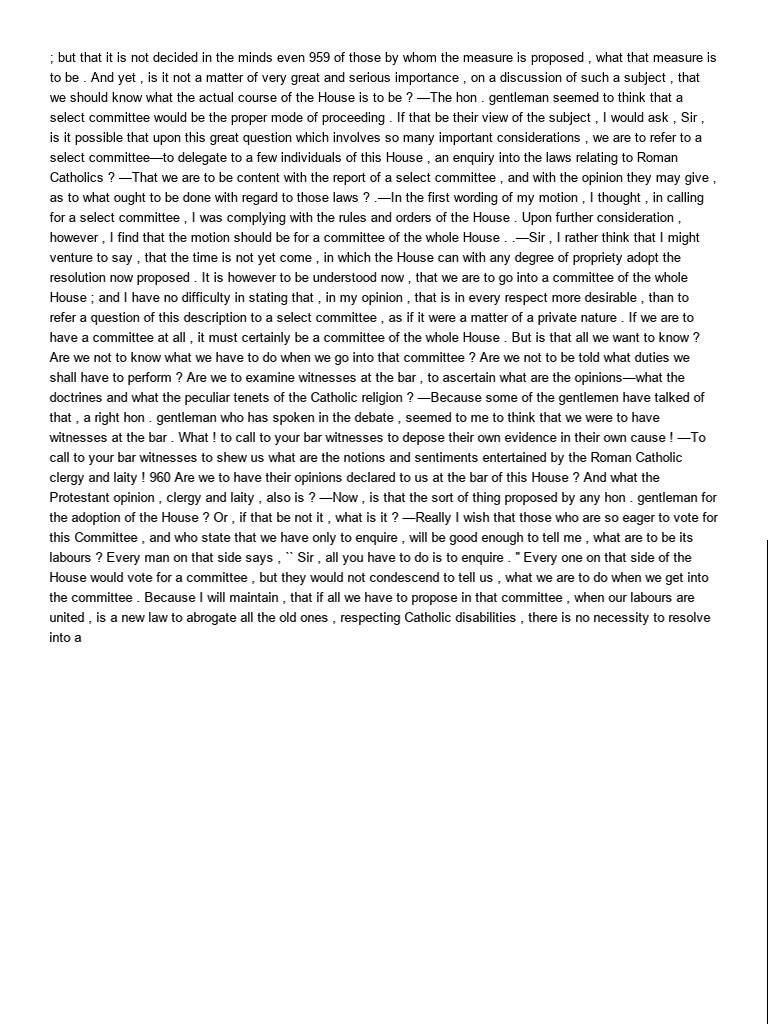 ; but that it is not decided in the minds even 959 of those by whom the measure is proposed , what that measure is
to be . And yet , is it not a matter of very great and serious importance , on a discussion of such a subject , that
we should know what the actual course of the House is to be ? —The hon . gentleman seemed to think that a
select committee would be the proper mode of proceeding . If that be their view of the subject , I would ask , Sir ,
is it possible that upon this great question which involves so many important considerations , we are to refer to a
select committee—to delegate to a few individuals of this House , an enquiry into the laws relating to Roman
Catholics ? —That we are to be content with the report of a select committee , and with the opinion they may give ,
as to what ought to be done with regard to those laws ? .—In the first wording of my motion , I thought , in calling
for a select committee , I was complying with the rules and orders of the House . Upon further consideration ,
however , I find that the motion should be for a committee of the whole House . .—Sir , I rather think that I might
venture to say , that the time is not yet come , in which the House can with any degree of propriety adopt the
resolution now proposed . It is however to be understood now , that we are to go into a committee of the whole
House ; and I have no difficulty in stating that , in my opinion , that is in every respect more desirable , than to
refer a question of this description to a select committee , as if it were a matter of a private nature . If we are to
have a committee at all , it must certainly be a committee of the whole House . But is that all we want to know ?
Are we not to know what we have to do when we go into that committee ? Are we not to be told what duties we
shall have to perform ? Are we to examine witnesses at the bar , to ascertain what are the opinions—what the
doctrines and what the peculiar tenets of the Catholic religion ? —Because some of the gentlemen have talked of
that , a right hon . gentleman who has spoken in the debate , seemed to me to think that we were to have
witnesses at the bar . What ! to call to your bar witnesses to depose their own evidence in their own cause ! —To
call to your bar witnesses to shew us what are the notions and sentiments entertained by the Roman Catholic
clergy and laity ! 960 Are we to have their opinions declared to us at the bar of this House ? And what the
Protestant opinion , clergy and laity , also is ? —Now , is that the sort of thing proposed by any hon . gentleman for
the adoption of the House ? Or , if that be not it , what is it ? —Really I wish that those who are so eager to vote for
this Committee , and who state that we have only to enquire , will be good enough to tell me , what are to be its
labours ? Every man on that side says , `` Sir , all you have to do is to enquire . " Every one on that side of the
House would vote for a committee , but they would not condescend to tell us , what we are to do when we get into
the committee . Because I will maintain , that if all we have to propose in that committee , when our labours are
united , is a new law to abrogate all the old ones , respecting Catholic disabilities , there is no necessity to resolve
into a